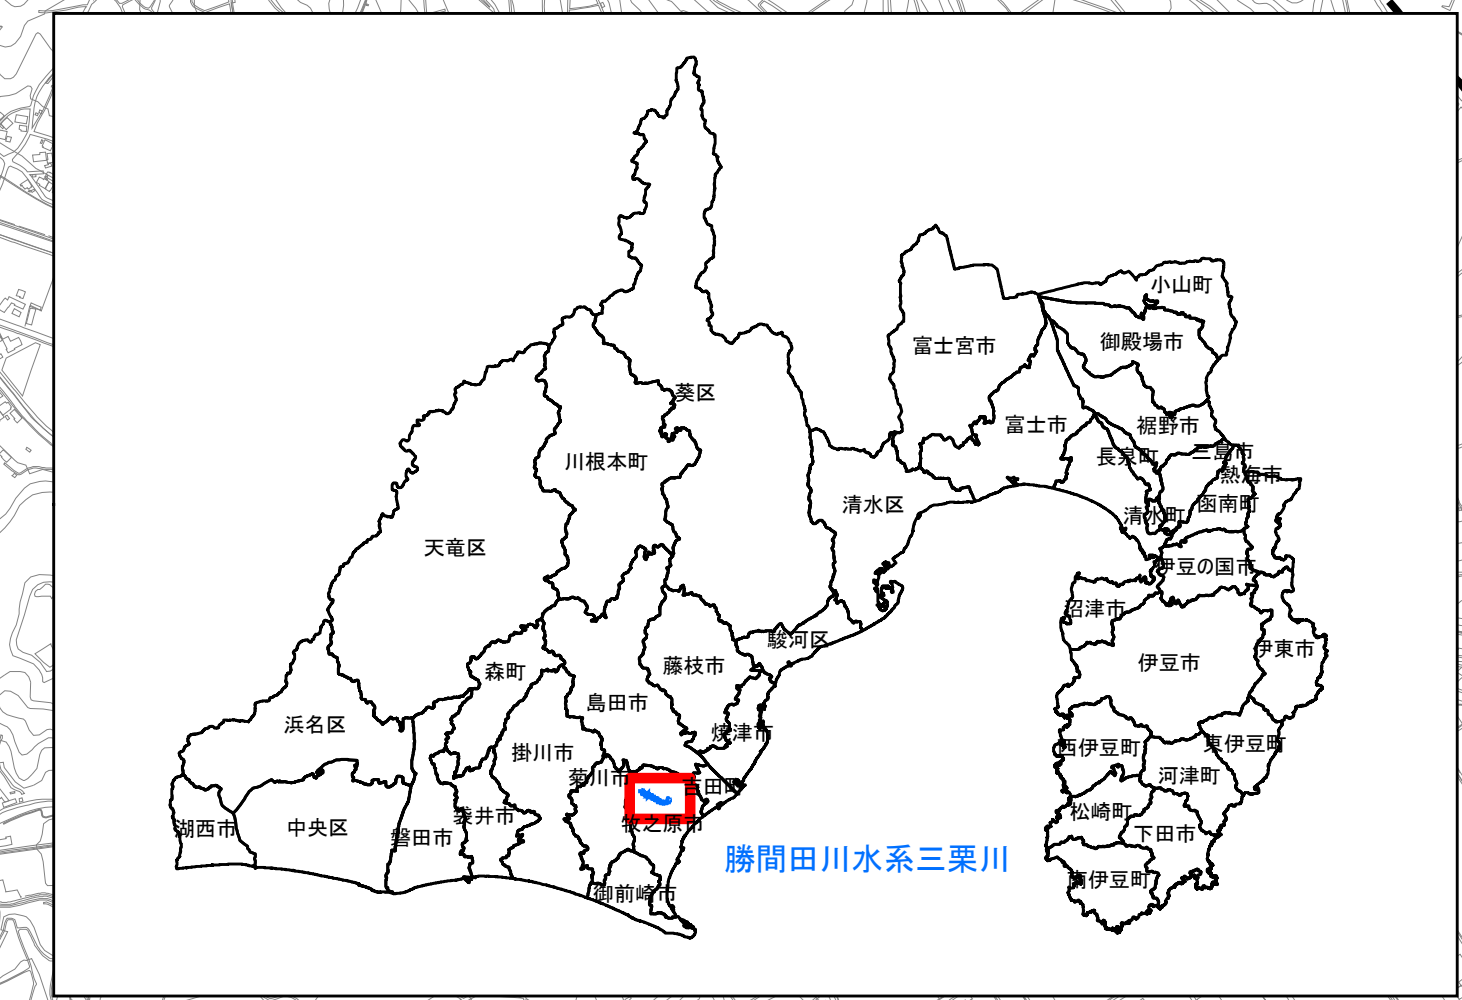 小山町
御殿場市
富士宮市
葵区
富士市
裾野市
三島市
長泉町
川根本町
熱海市
清水区
函南町
清水町
天竜区
伊豆の国市
沼津市
駿河区
伊東市
伊豆市
藤枝市
森町
島田市
浜名区
焼津市
東伊豆町
西伊豆町
掛川市
河津町
菊川市
吉田町
松崎町
袋井市
牧之原市
湖西市
中央区
下田市
磐田市
勝間田川水系三栗川
南伊豆町
御前崎市